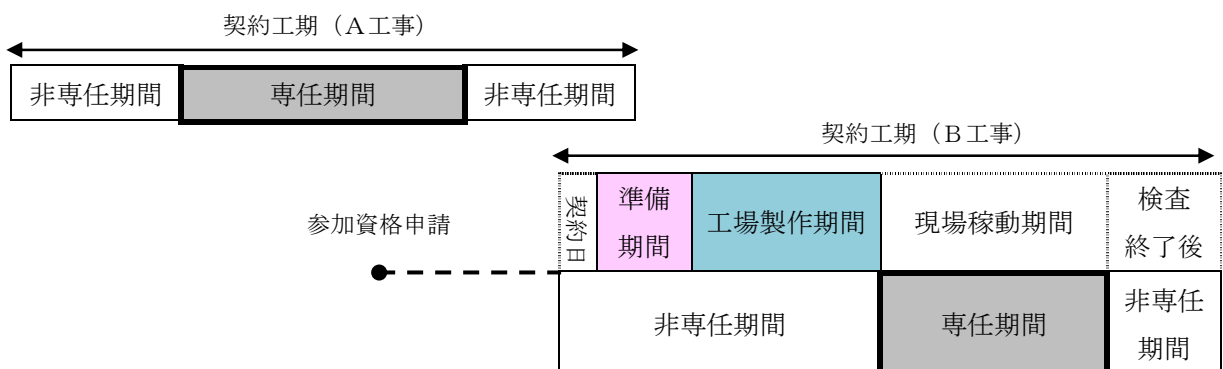 契約工期（Ａ工事）
非専任期間
専任期間
非専任期間
契約工期（Ｂ工事）
参加資格申請
契約日
準備
期間
工場製作期間
現場稼動期間
検査
終了後
非専任期間
専任期間
非専任
期間